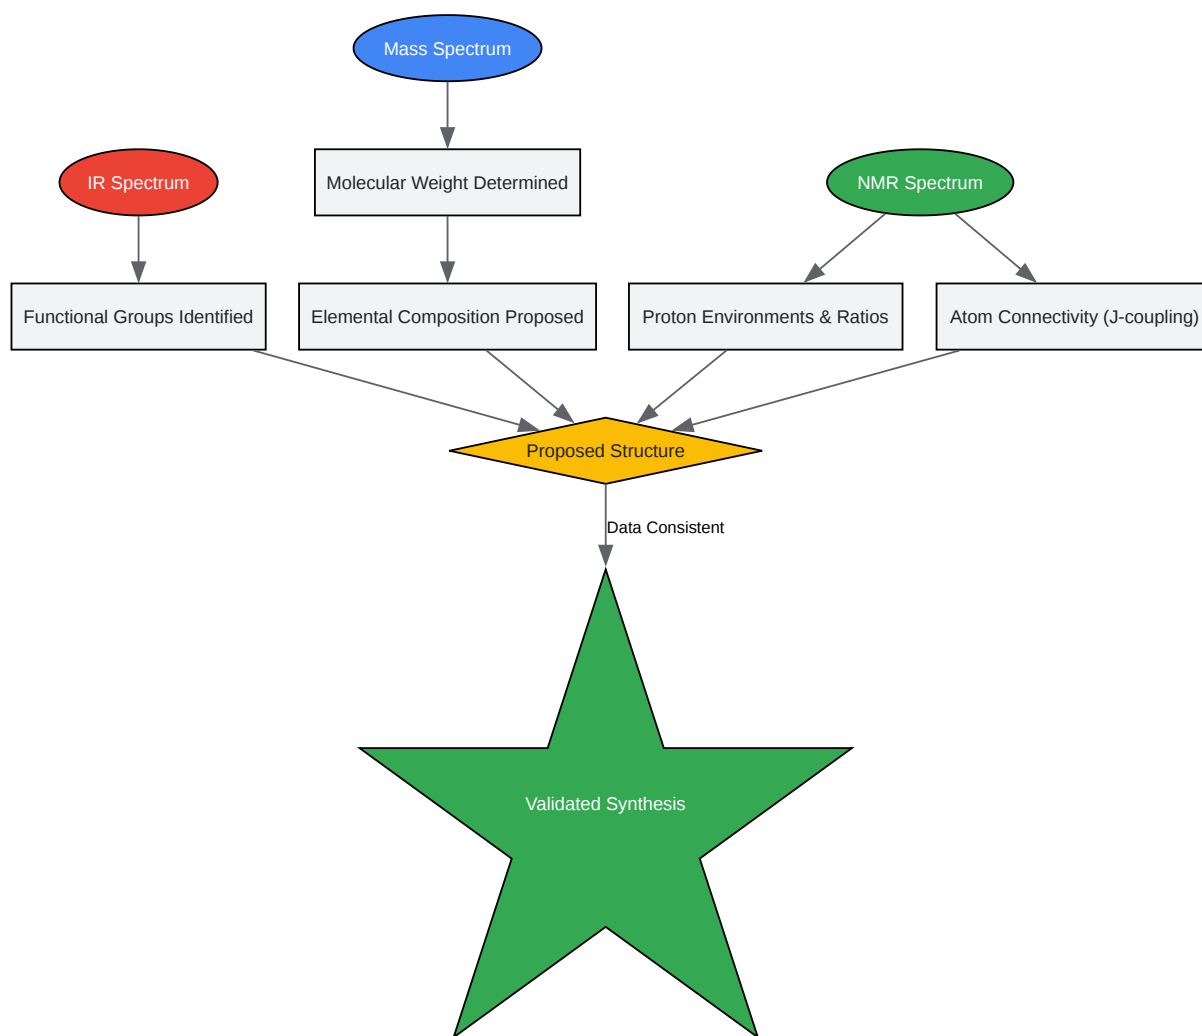 Mass Spectrum
IR Spectrum
Molecular Weight Determined
NMR Spectrum
Functional Groups Identified
Elemental Composition Proposed
Proton Environments & Ratios
Atom Connectivity (J-coupling)
Proposed Structure
Data Consistent
Validated Synthesis